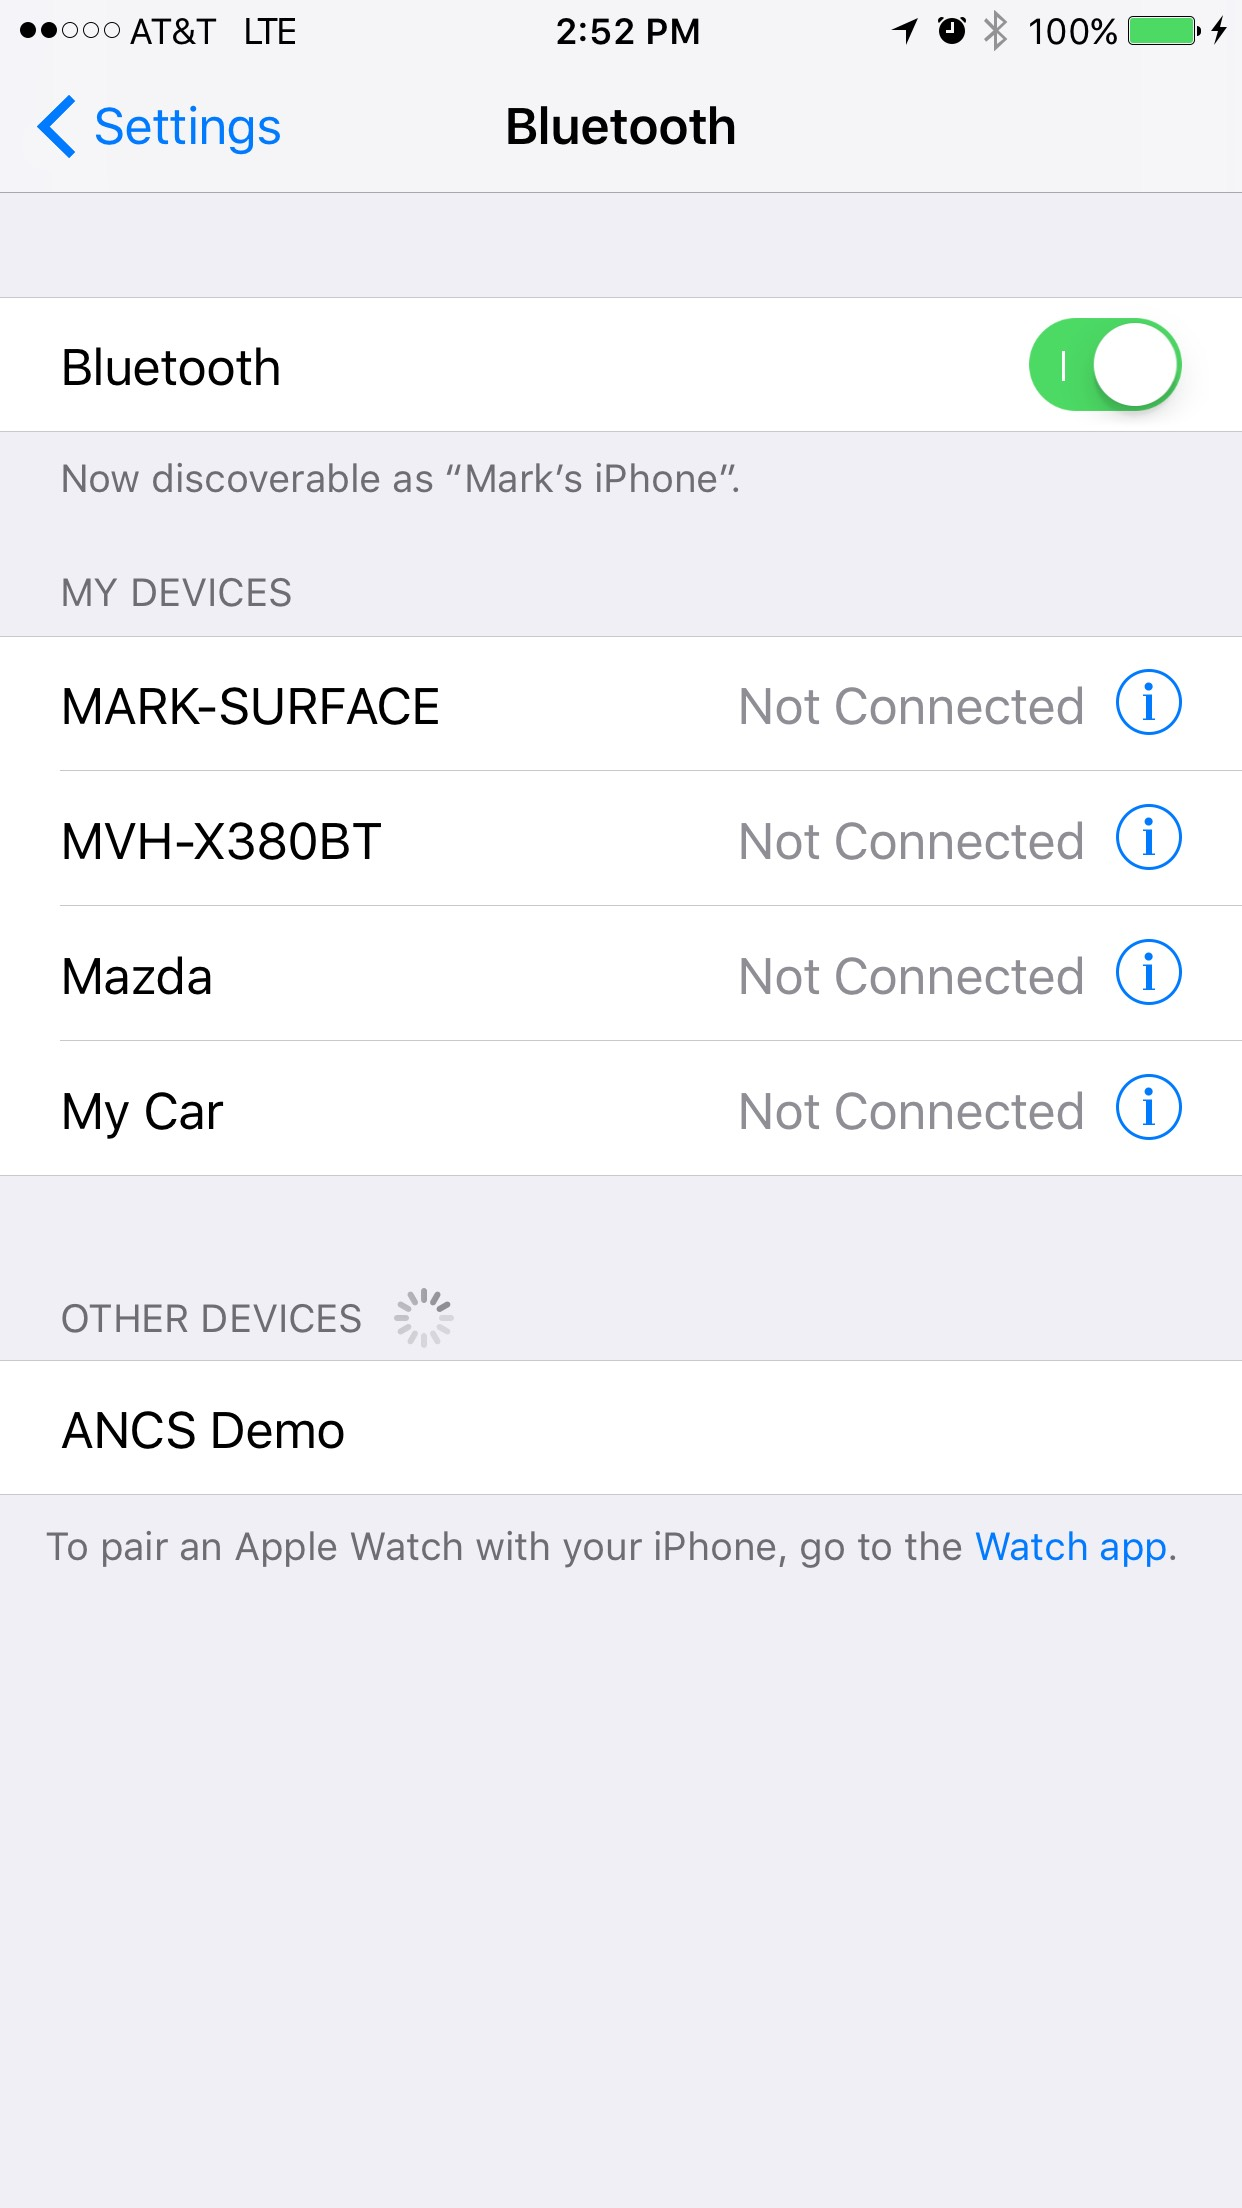 AT&T LTE 2:52 PM 100%
Settings Bluetooth
Bluetooth
Now discoverable as “Mark’s iPhone”.
MY DEVICES
MARK-SURFACE Not Connected
MVH-X380BT Not Connected
Mazda Not Connected
My Car Not Connected
OTHER DEVICES
ANCS Demo
To pair an Apple Watch with your iPhone, go to the Watch app.